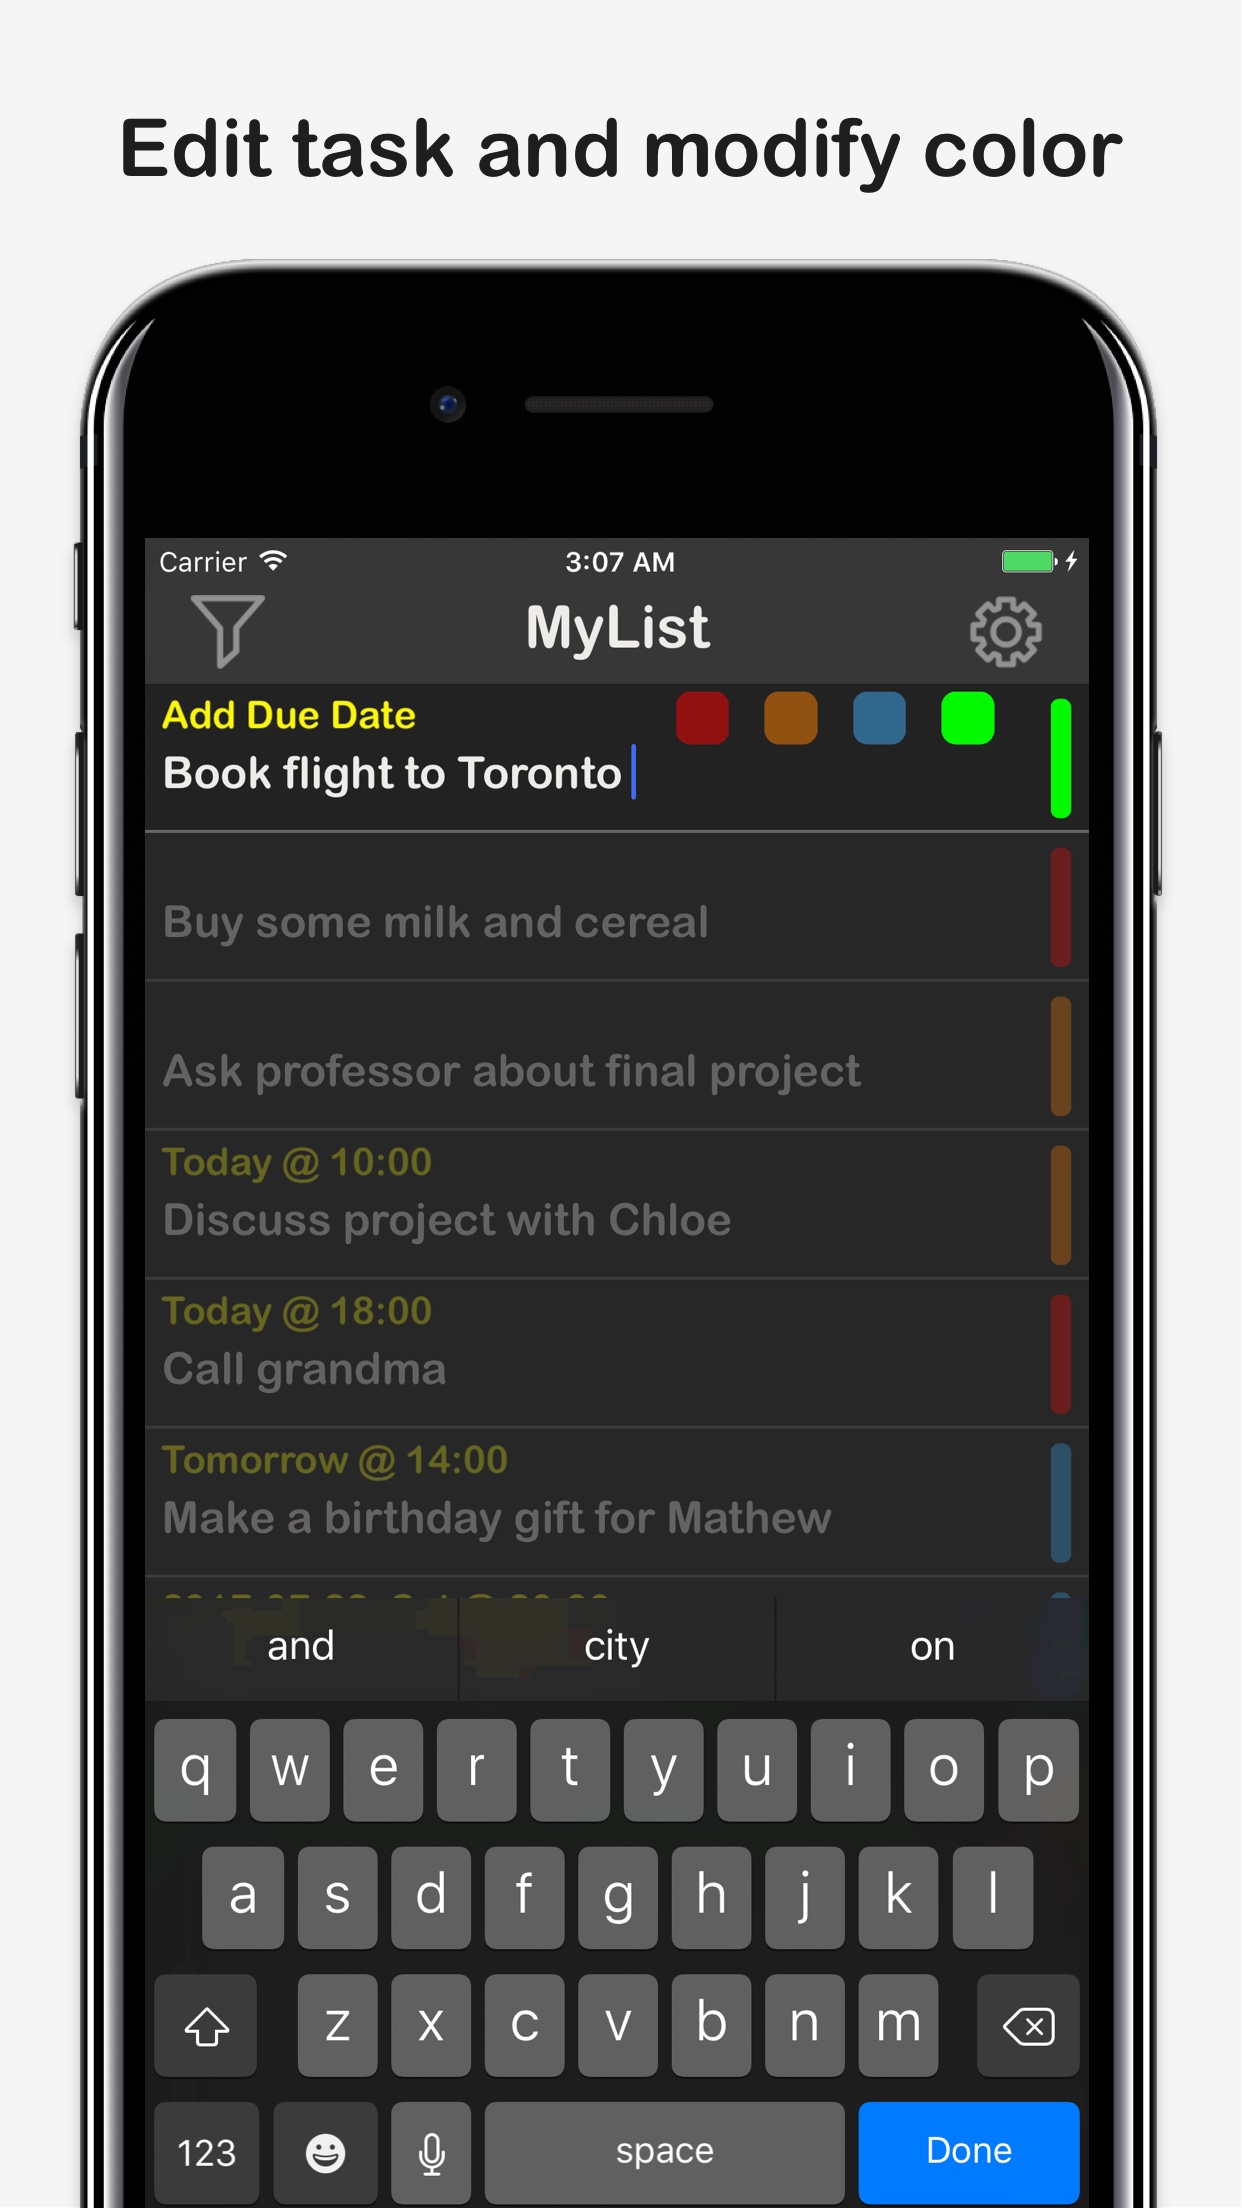 Edit task and modify color
Carrier 3:07 AM
MyList
Add Due Date
Book flight to Toronto
Buy some milk and cereal
Ask professor about final project
Today @ 10:00
Discuss project with Chloe
Today @ 18:00
Call grandma
Tomorrow @ 14:00
Make a birthday gift for Mathew
and city on
q w e r t y u i o p
a s d f g h j k l
z x c v b n m
123 space Done